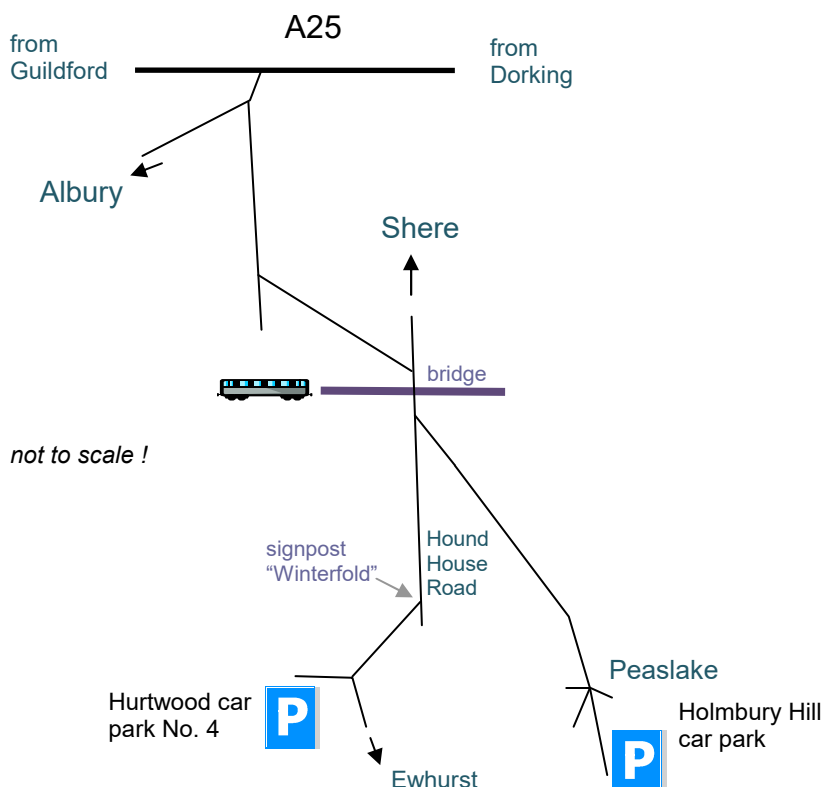 A25
from
Guildford
from
Dorking
Albury
Shere
bridge
not to scale !
signpost
“Winterfold”
Hound
House
Road
Peaslake
Hurtwood car
park No. 4
P
Holmbury Hill
car park
P
Ewhurst